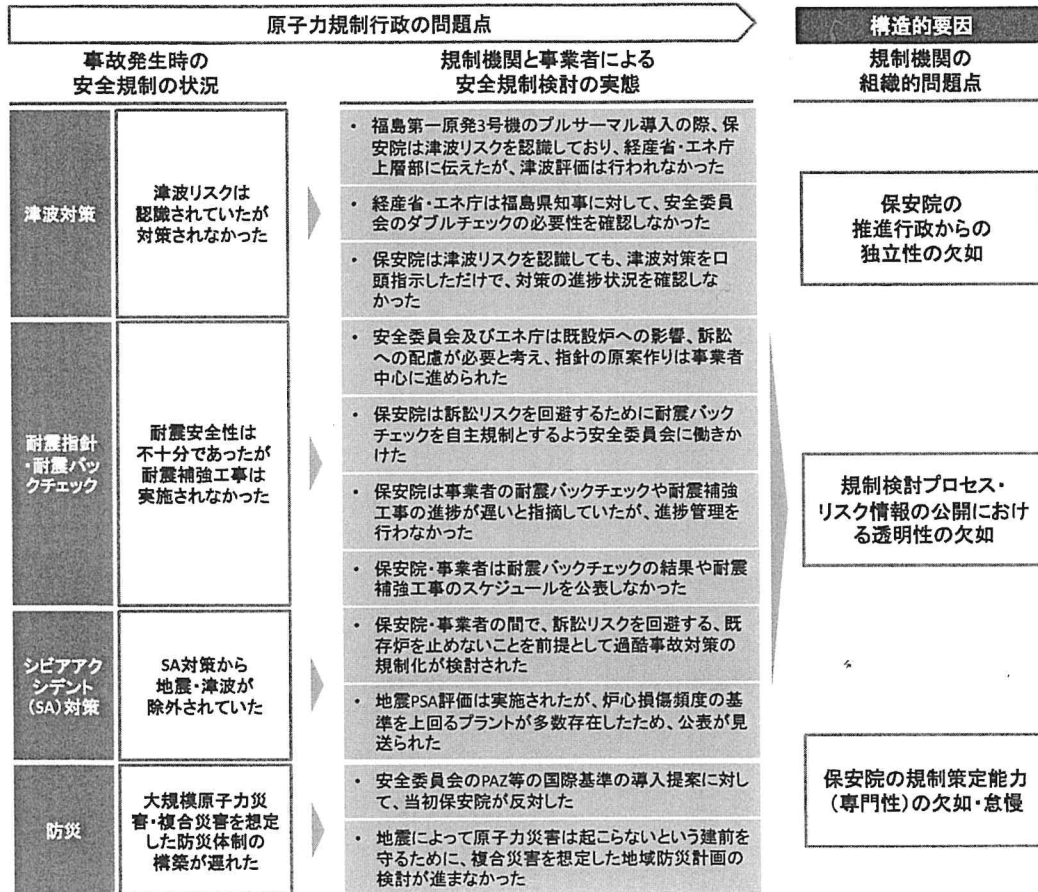 原子力規制行政の問題点
構造的要因
事故発生時の
安全規制の状況
規制機関と事業者による
安全規制検討の実態
規制機関の
組織的問題点
津波対策
津波リスクは
認識されていたが
対策されなかった
・ 福島第一原発3号機のプルサーマル導入の際、保
安院は津波リスクを認識しており、経産省・エネ庁
上層部に伝えたが、津波評価は行われなかった
・ 経産省・エネ庁は福島県知事に対して、安全委員
会のダブルチェックの必要性を確認しなかった
・ 保安院は津波リスクを認識しても、津波対策を口
頭指示しただけで、対策の進捗状況を確認しな
かった
耐震指針
・耐震バッ
クチェック
耐震安全性は
不十分であったが
耐震補強工事は
実施されなかった
・ 安全委員会及びエネ庁は既設炉への影響、訴訟
への配慮が必要と考え、指針の原案作りは事業者
中心に進められた
・ 保安院は訴訟リスクを回避するために耐震バック
チェックを自主規制とするよう安全委員会に働きか
けた
・ 保安院は事業者の耐震バックチェックや耐震補強
工事の進捗が遅いと指摘していたが、進捗管理を
行わなかった
・ 保安院・事業者は耐震バックチェックの結果や耐震
補強工事のスケジュールを公表しなかった
シビアアク
シデント
(SA)対策
SA対策から
地震・津波が
除外されていた
・ 保安院・事業者の間で、訴訟リスクを回避する、既
存炉を止めないことを前提として過酷事故対策の
規制化が検討された
・ 地震PSA評価は実施されたが、炉心損傷頻度の基
準を上回るプラントが多数存在したため、公表が見
送られた
防災
大規模原子力災
害・複合災害を想定
した防災体制の
構築が遅れた
・ 安全委員会のPAZ等の国際基準の導入提案に対し
て、当初保安院が反対した
・ 地震によって原子力災害は起こらないという建前を
守るために、複合災害を想定した地域防災計画の
検討が進まなかった
保安院の
推進行政からの
独立性の欠如
規制検討プロセス・
リスク情報の公開におけ
る透明性の欠如
保安院の規制策定能力
(専門性)の欠如・怠慢